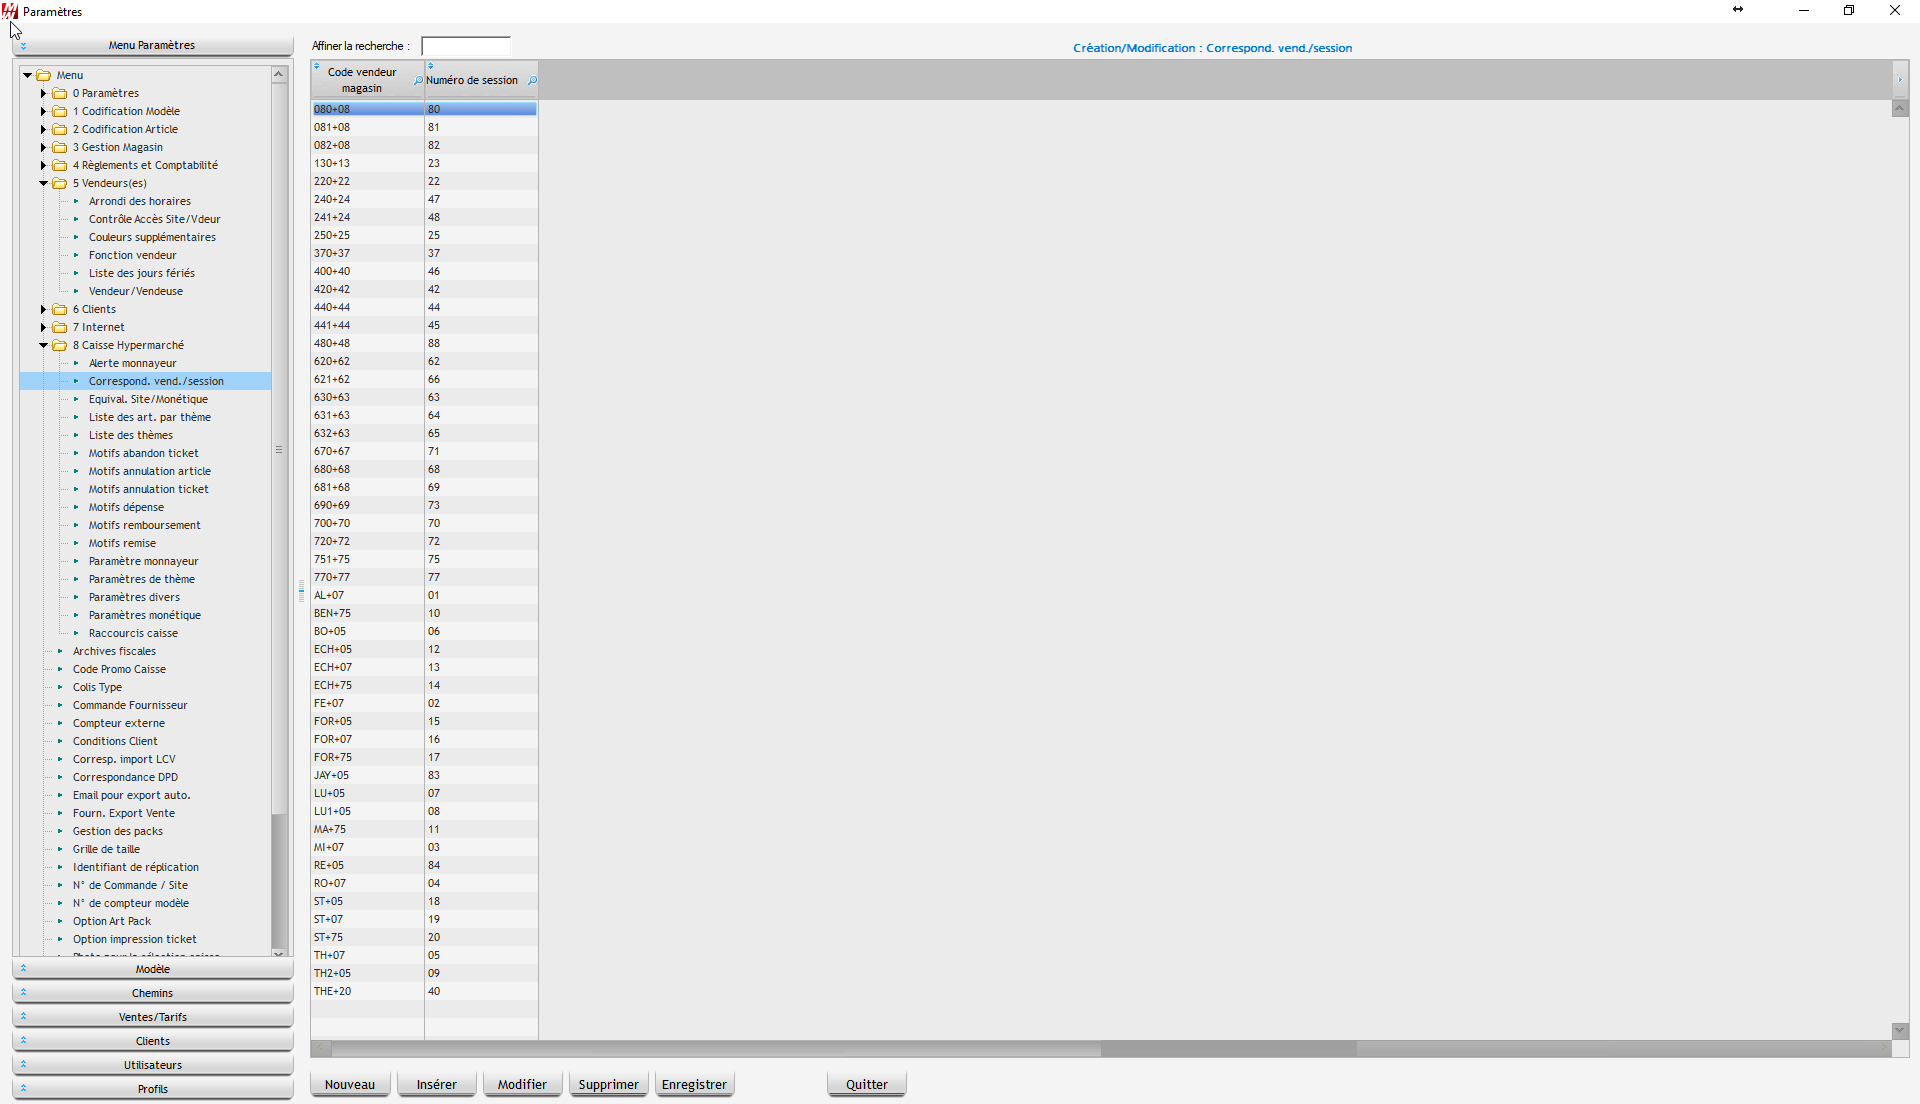 Paramètres
Menu Paramètres
Menu
0 Paramètres
1 Codification Modèle
2 Codification Article
3 Gestion Magasin
4 Règlements et Comptabilité
5 Vendeurs(es)
Arrondi des horaires
Contrôle Accès Site/Vdeur
Couleurs supplémentaires
Fonction vendeur
Liste des jours fériés
Vendeur/Vendeuse
6 Clients
7 Internet
8 Caisse Hypermarché
Alerte monnayeur
Correspond. vend./session
Equival. Site/Monétique
Liste des art. par thème
Liste des thèmes
Motifs abandon ticket
Motifs annulation article
Motifs annulation ticket
Motifs dépense
Motifs remboursement
Motifs remise
Paramètre monnayeur
Paramètres de thème
Paramètres divers
Paramètres monétique
Raccourcis caisse
Archives fiscales
Code Promo Caisse
Colis Type
Commande Fournisseur
Compteur externe
Conditions Client
Corresp. import LCV
Correspondance DPD
Email pour export auto.
Fourn. Export Vente
Gestion des packs
Grille de taille
Identifiant de réplication
N° de Commande / Site
N° de compteur modèle
Option Art Pack
Option impression ticket
Modèle
Chemins
Ventes/Tarifs
Clients
Utilisateurs
Profils
Affiner la recherche :
Création/Modification : Correspond. vend./session
Code vendeur magasin Numéro de session
080+08 80
081+08 81
082+08 82
130+13 23
220+22 22
240+24 47
241+24 48
250+25 25
370+37 37
400+40 46
420+42 42
440+44 44
441+44 45
480+48 88
620+62 62
621+62 66
630+63 63
631+63 64
632+63 65
670+67 71
680+68 68
681+68 69
690+69 73
700+70 70
720+72 72
751+75 75
770+77 77
AL+07 01
BEN+75 10
BO+05 06
ECH+05 12
ECH+07 13
ECH+75 14
FE+07 02
FOR+05 15
FOR+07 16
FOR+75 17
JAY+05 83
LU+05 07
LU1+05 08
MA+75 11
MI+07 03
RE+05 84
RO+07 04
ST+05 18
ST+07 19
ST+75 20
TH+07 05
TH2+05 09
THE+20 40
Nouveau Insérer Modifier Supprimer Enregistrer Quitter